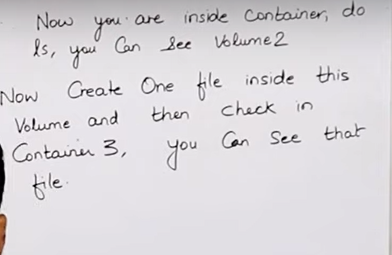 Now you are inside Container, do
ls, you Can see Volume2
Now Create One file inside this
Volume and then check in
Container 3, you Can See that
file.